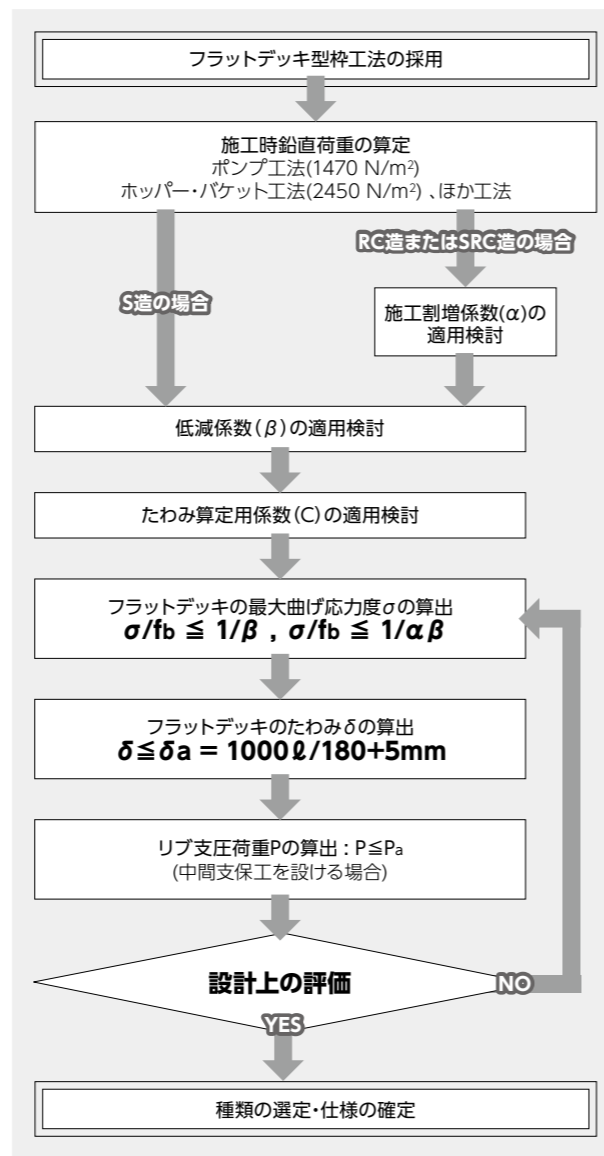 フラットデッキ型枠工法の採用
施工時鉛直荷重の算定
ポンプ工法(1470 N/m²)
ホッパー・バケット工法(2450 N/m²) 、ほか工法
RC造またはSRC造の場合
S造の場合
施工割増係数(α)の
適用検討
低減係数(β)の適用検討
たわみ算定用係数(C)の適用検討
フラットデッキの最大曲げ応力度σの算出
σ/fb ≦ 1/β , σ/fb ≦ 1/αβ
フラットデッキのたわみδの算出
δ≦δa = 1000ℓ/180+5mm
リブ支圧荷重Pの算出：P≦Pa
(中間支保工を設ける場合)
設計上の評価
NO
YES
種類の選定・仕様の確定